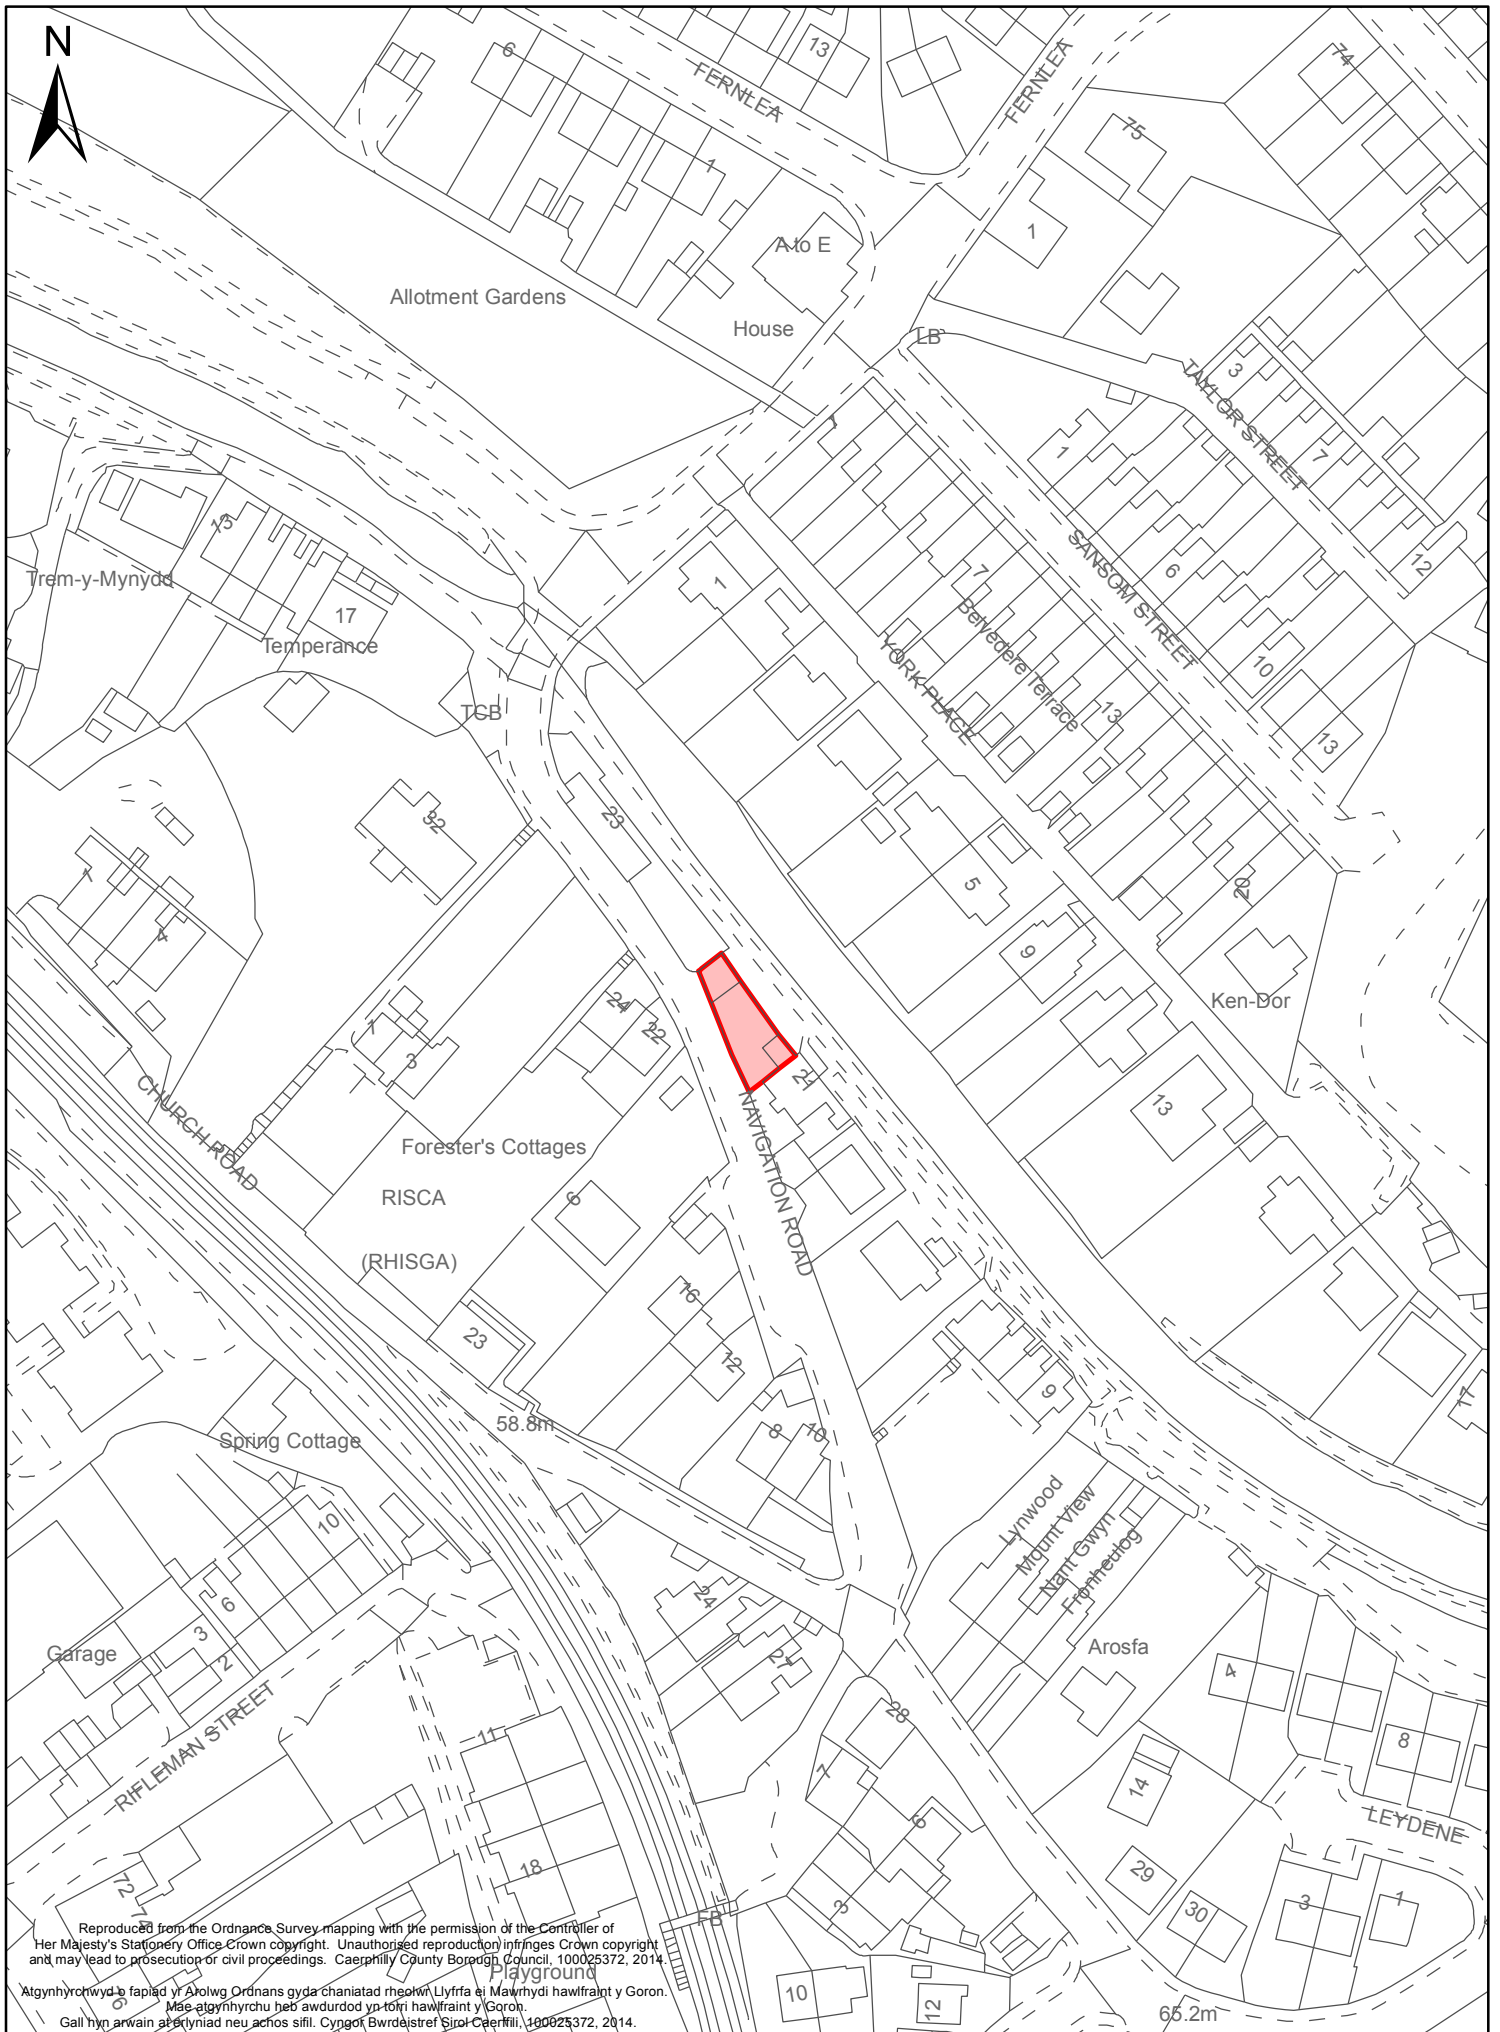 N
6
FERNLEA
13
FERNLEA
74
75
1
1
A to E
House
Allotment Gardens
LB
TAYLOR STREET
3
7
12
1
1
SANSOM STREET
6
10
13
13
Trem-y-Mynydd
17
Temperance
TCB
1
7
Belvedere Terrace
YORK PLACE
13
20
23
32
5
9
Ken-Dor
1
4
24
22
1
3
21
13
CHURCH ROAD
Forester's Cottages
NAVIGATION ROAD
RISCA
6
(RHISGA)
16
23
12
9
17
58.8m
8
10
Spring Cottage
10
Lynwood
Mount View
Nant Gwyn
Fronheulog
6
3
2
24
Garage
27
Arosfa
4
28
8
RIFLEMAN STREET
11
7
14
LEYDENE
6
18
29
3
1
72
74
3
30
FB
Playground
76
10
12
65.2m
Reproduced from the Ordnance Survey mapping with the permission of the Controller of
Her Majesty's Stationery Office Crown copyright. Unauthorised reproduction infringes Crown copyright
and may lead to prosecution or civil proceedings. Caerphilly County Borough Council, 100025372, 2014.
Atgynhyrchwyd o fapiad yr Arolwg Ordnans gyda chaniatad rheolwr Llyfrfa ei Mawrhydi hawlfraint y Goron.
Mae atgynhyrchu heb awdurdod yn torri hawlfraint y Goron.
Gall hyn arwain at erlyniad neu achos sifil. Cyngor Bwrdeistref Sirol Caerffili, 100025372, 2014.